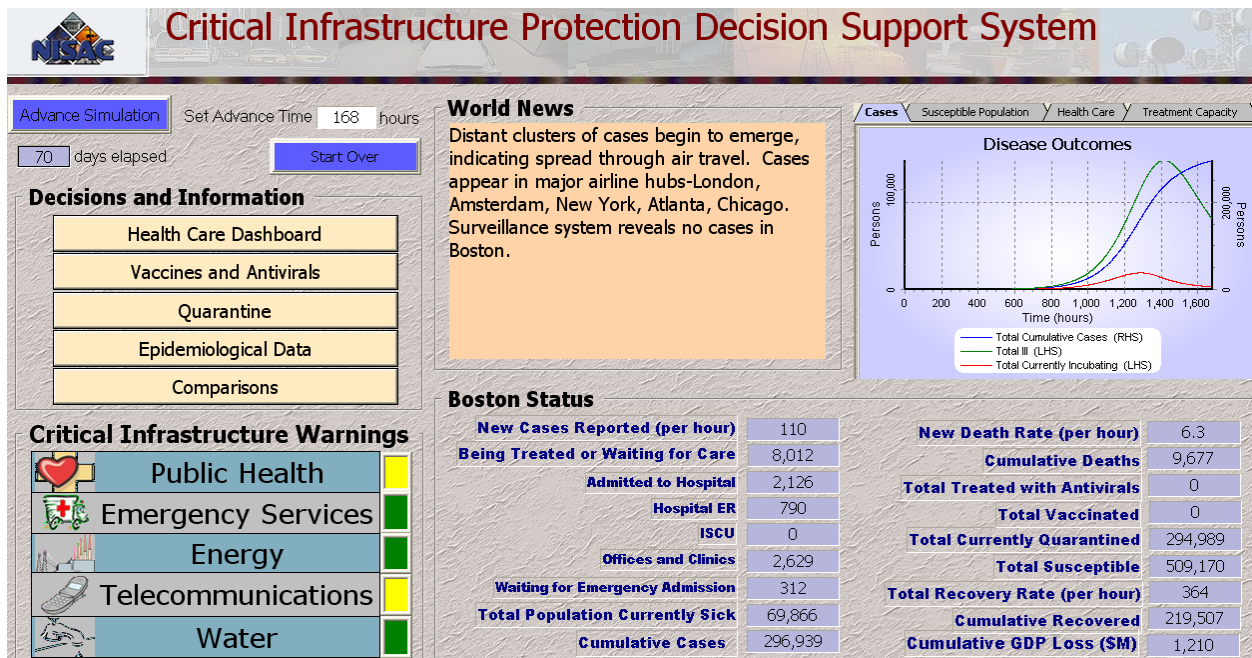 NISAC
Critical Infrastructure Protection Decision Support System
Advance Simulation
Set Advance Time 168 hours
70 days elapsed
Start Over
Decisions and Information
Health Care Dashboard
Vaccines and Antivirals
Quarantine
Epidemiological Data
Comparisons
Critical Infrastructure Warnings
Public Health
Emergency Services
Energy
Telecommunications
Water
World News
Distant clusters of cases begin to emerge,
indicating spread through air travel. Cases
appear in major airline hubs-London,
Amsterdam, New York, Atlanta, Chicago.
Surveillance system reveals no cases in
Boston.
Cases Susceptible Population Health Care Treatment Capacity
Disease Outcomes
Persons
100,000
0
200,000
0
Persons
0 200 400 600 800 1,000 1,200 1,400 1,600
Time (hours)
Total Cumulative Cases (RHS)
Total Ill (LHS)
Total Currently Incubating (LHS)
Boston Status
New Cases Reported (per hour) 110
Being Treated or Waiting for Care 8,012
Admitted to Hospital 2,126
Hospital ER 790
ISCU 0
Offices and Clinics 2,629
Waiting for Emergency Admission 312
Total Population Currently Sick 69,866
Cumulative Cases 296,939
New Death Rate (per hour) 6.3
Cumulative Deaths 9,677
Total Treated with Antivirals 0
Total Vaccinated 0
Total Currently Quarantined 294,989
Total Susceptible 509,170
Total Recovery Rate (per hour) 364
Cumulative Recovered 219,507
Cumulative GDP Loss ($M) 1,210